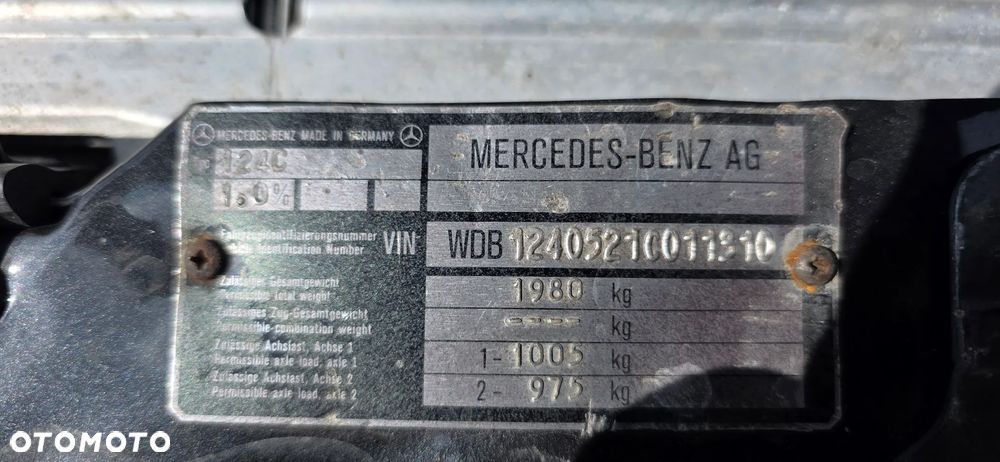 MERCEDES-BENZ MADE IN GERMANY
124C
MERCEDES-BENZ AG
Fahrzeugidentifizierungsnummer
Vehicle Identification Number
VIN WDB 1240521C011310
Zulässiges Gesamtgewicht
Permissible total weight
1980 kg
Zulässiges Zug-Gesamtgewicht
Permissible combination weight
---- kg
Zulässige Achslast, Achse 1
Permissible axle load, axle 1
1- 1005 kg
Zulässige Achslast, Achse 2
Permissible axle load, axle 2
2- 975 kg
OTOMOTO